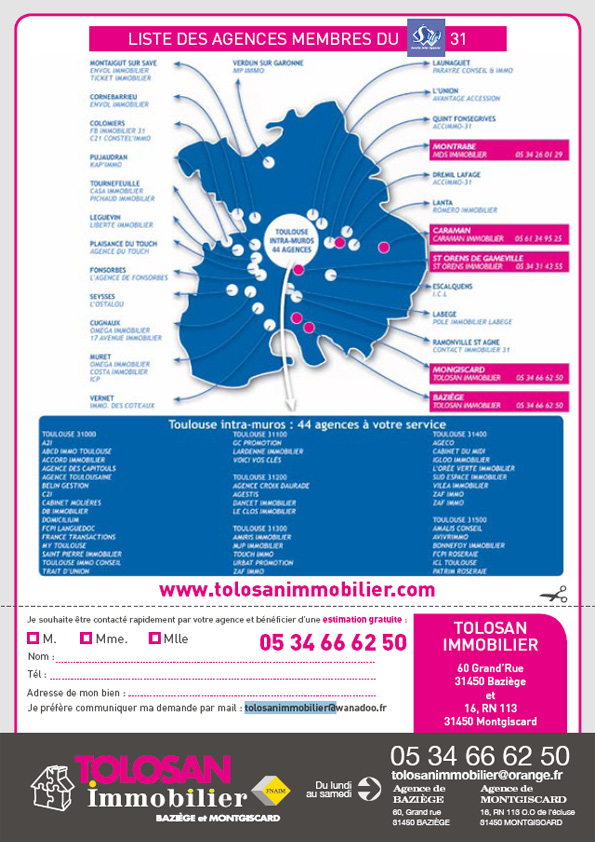 LISTE DES AGENCES MEMBRES DU 31
MONTAIGUT SUR SAVE
ENVOL IMMOBILIER
TICKET IMMOBILIER
CORNEBARRIEU
ENVOL IMMOBILIER
COLOMIERS
FB IMMOBILIER 31
C21 CONSTEL'IMMO
PUJAUDRAN
KAP'IMMO
TOURNEFEUILLE
CASA IMMOBILIER
PICHAUD IMMOBILIER
LEGUEVIN
LIBERTE IMMOBILIER
PLAISANCE DU TOUCH
AGENCE DU TOUCH
FONSORBES
L'AGENCE DE FONSORBES
SEYSSES
L'OSTALOU
CUGNAUX
OMEGA IMMOBILIER
17 AVENUE IMMOBILIER
MURET
OMEGA IMMOBILIER
COSTA IMMOBILIER
ICP
VERNET
IMMO. DES COTEAUX
VERDUN SUR GARONNE
MP IMMO
TOULOUSE
INTRA-MUROS
44 AGENCES
LAUNAGUET
PARAYRE CONSEIL & IMMO
L'UNION
AVANTAGE ACCESSION
QUINT FONSEGRIVES
ACCIMMO-31
MONTRABE
MDS IMMOBILIER 05 34 26 01 29
DREMIL LAFAGE
ACCIMMO-31
LANTA
ROMERO IMMOBILIER
CARAMAN
CARAMAN IMMOBILIER 05 61 34 95 25
ST ORENS DE GAMEVILLE
ST ORENS IMMOBILIER 05 34 31 43 55
ESCALQUENS
I.C.L
LABEGE
POLE IMMOBILIER LABEGE
RAMONVILLE ST AGNE
CONTACT IMMOBILIER 31
MONGISCARD
TOLOSAN IMMOBILIER 05 34 66 62 50
BAZIÈGE
TOLOSAN IMMOBILIER 05 34 66 62 50
Toulouse intra-muros : 44 agences à votre service
TOULOUSE 31000
A2I
ABCD IMMO TOULOUSE
ACCORD IMMOBILIER
AGENCE DES CAPITOULS
AGENCE TOULOUSAINE
BELIN GESTION
C2I
CABINET MOLIÈRES
DB IMMOBILIER
DOMICILIUM
FCPI LANGUEDOC
FRANCE TRANSACTIONS
MY TOULOUSE
SAINT PIERRE IMMOBILIER
TOULOUSE IMMO CONSEIL
TRAIT D'UNION
TOULOUSE 31100
GC PROMOTION
LARDENNE IMMOBILIER
VOICI VOS CLÉS
TOULOUSE 31200
AGENCE CROIX DAURADE
AGESTIS
DANCET IMMOBILIER
LE CLOS IMMOBILIER
TOULOUSE 31300
AMIRIS IMMOBILIER
MJP IMMOBILIER
TOUCH IMMO
URBAT PROMOTION
ZAF IMMO
TOULOUSE 31400
AGECO
CABINET DU MIDI
IGLOO IMMOBILIER
L'ORÉE VERTE IMMOBILIER
SUD ESPACE IMMOBILIER
VILEA IMMOBILIER
ZAF IMMO
ZAF IMMO
TOULOUSE 31500
AMALIS CONSEIL
AVIVRIMMO
BONNEFOY IMMOBILIER
FCPI ROSERAIE
ICL TOULOUSE
PATRIM ROSERAIE
www.tolosanimmobilier.com
Je souhaite être contacté rapidement par votre agence et bénéficier d'une estimation gratuite :
M. Mme. Mlle
05 34 66 62 50
Nom :
Tél :
Adresse de mon bien :
Je préfère communiquer ma demande par mail : tolosanimmobilier@wanadoo.fr
TOLOSAN
IMMOBILIER
60 Grand'Rue
31450 Baziège
et
16, RN 113
31450 Montgiscard
TOLOSAN
immobilier
BAZIÈGE et MONTGISCARD
FNAIM
Du lundi
au samedi
05 34 66 62 50
tolosanimmobilier@orange.fr
Agence de
BAZIÈGE
60, Grand rue
31450 BAZIÈGE
Agence de
MONTGISCARD
16, RN 113 C.C de l'écluse
31450 MONTGISCARD